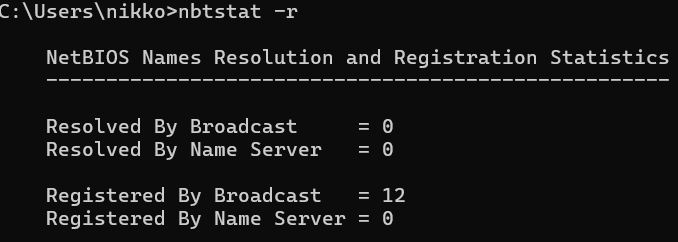 C:\Users\nikko>nbtstat -r
NetBIOS Names Resolution and Registration Statistics
----------------------------------------------------
Resolved By Broadcast     = 0
Resolved By Name Server   = 0
Registered By Broadcast   = 12
Registered By Name Server = 0